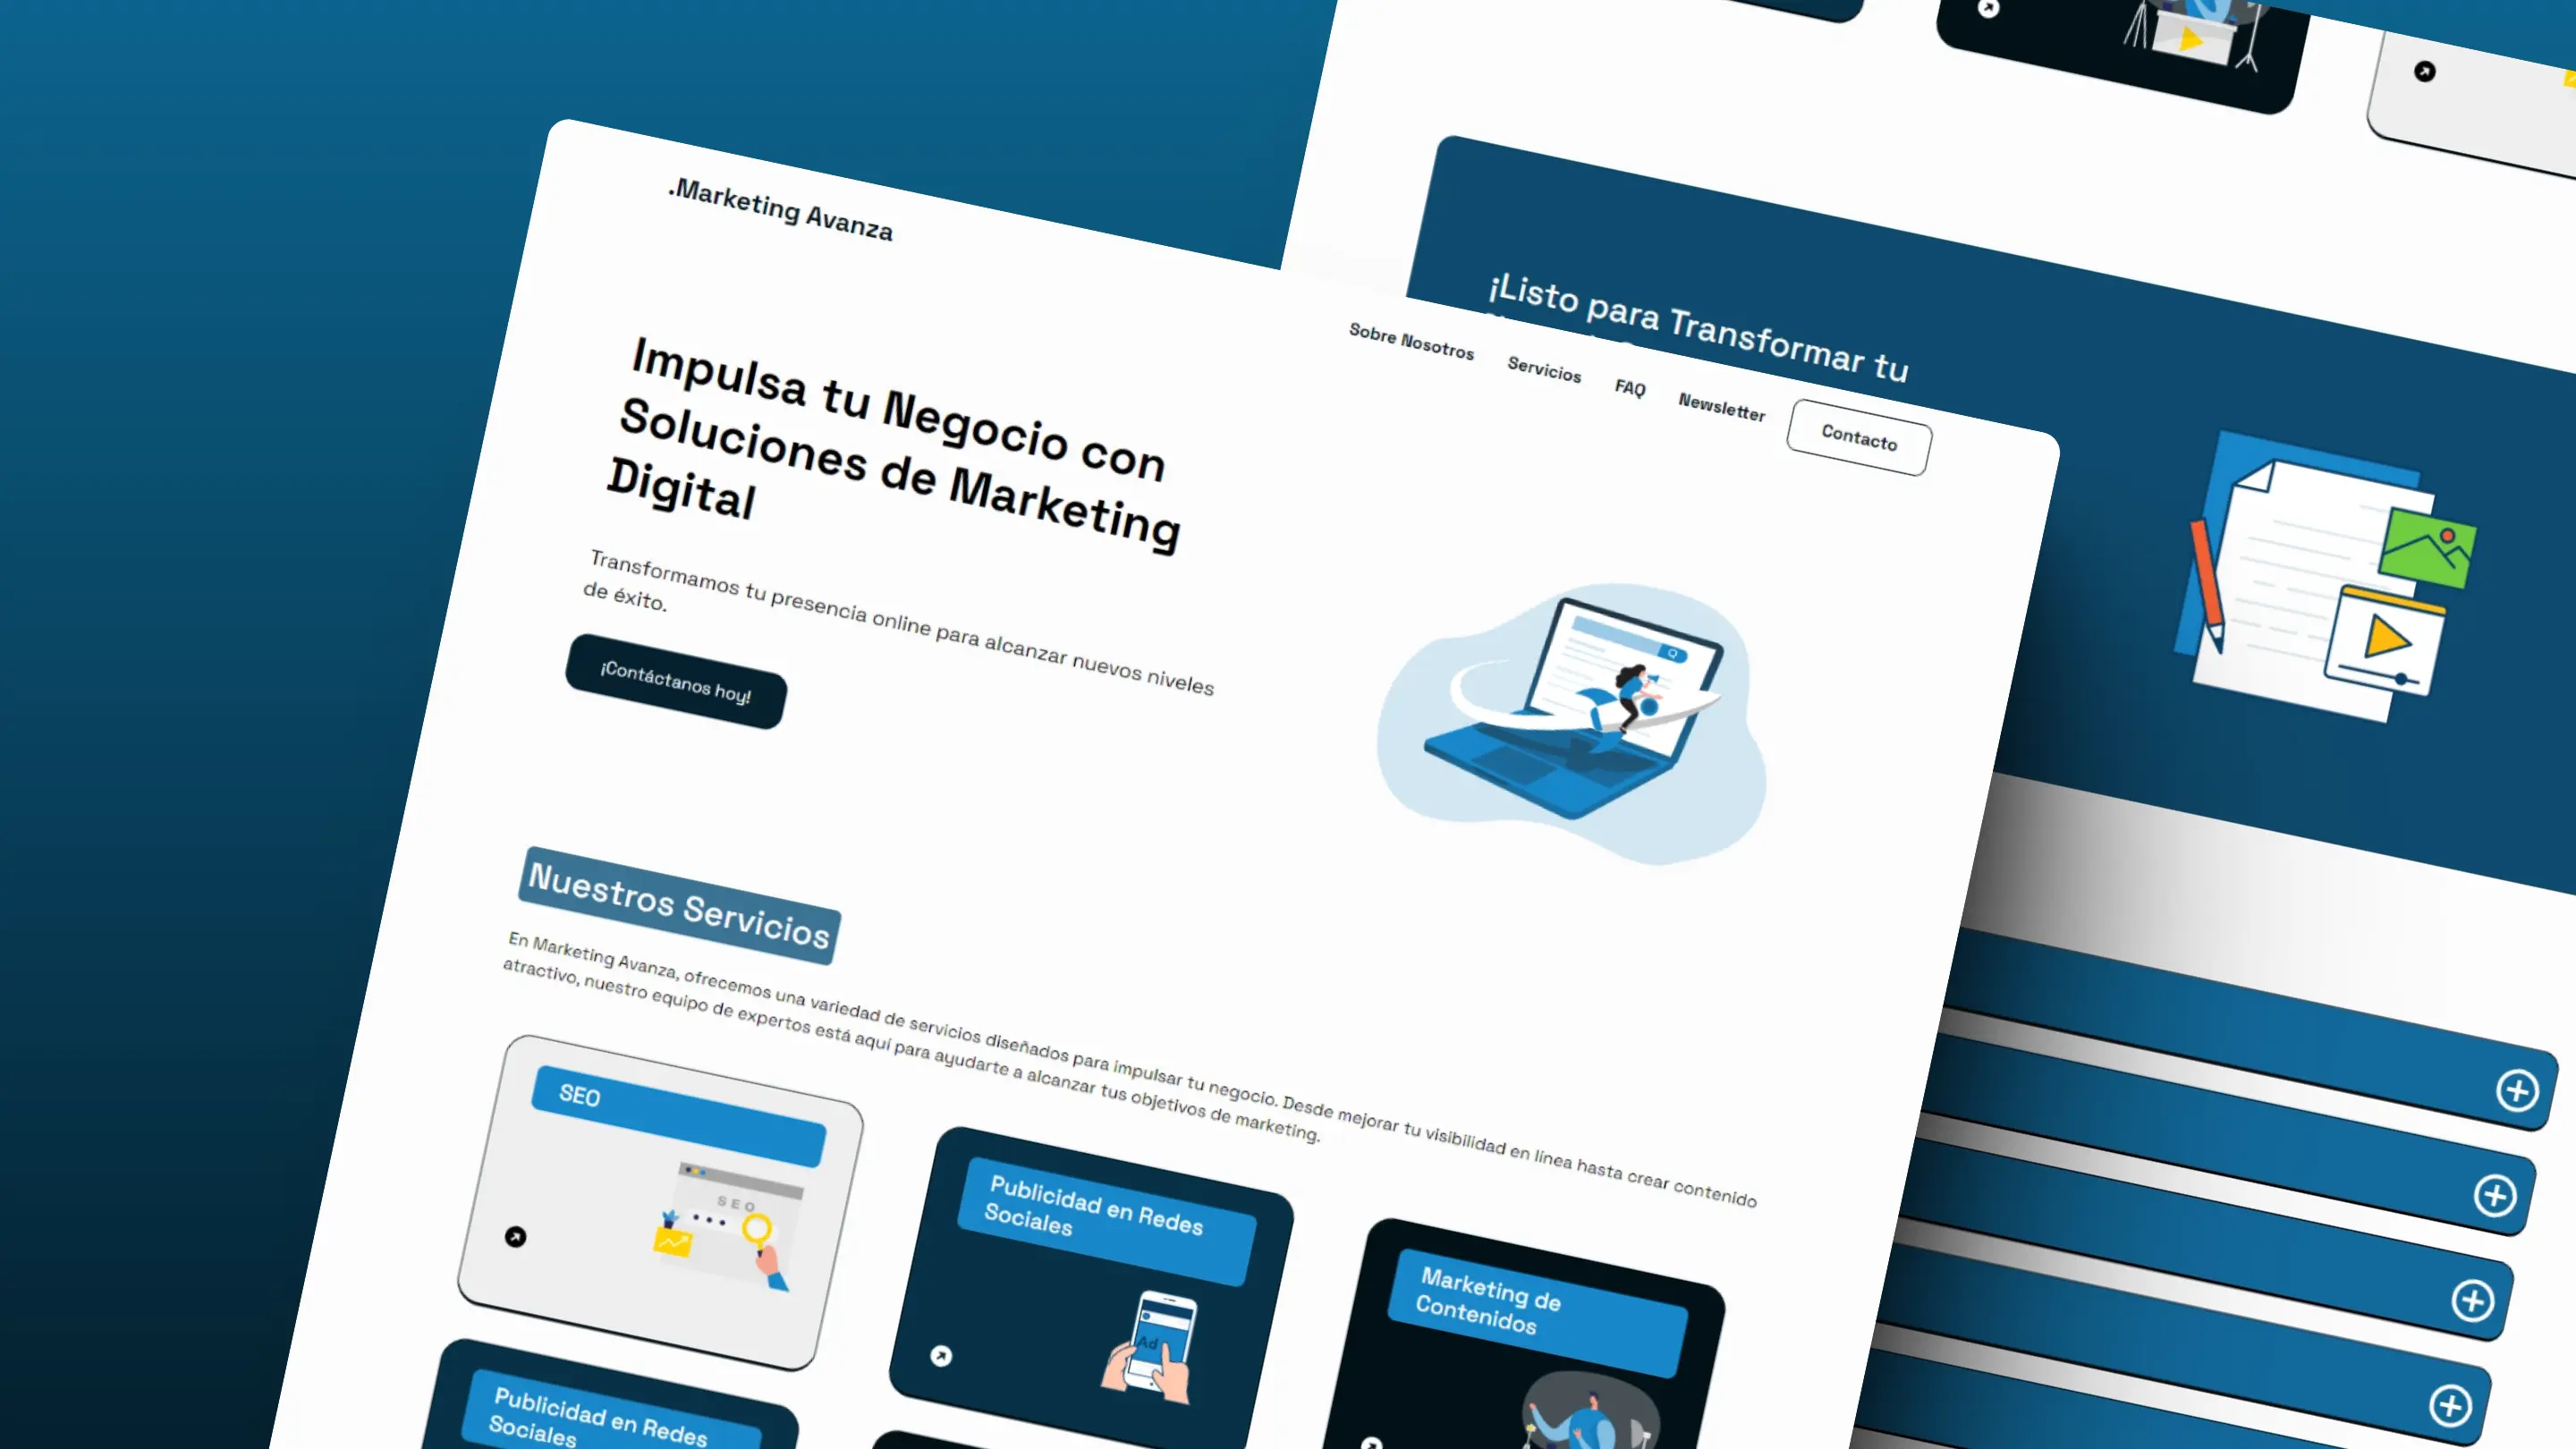 .Marketing Avanza
Sobre Nosotros
Servicios
FAQ
Newsletter
Contacto
Impulsa tu Negocio con
Soluciones de Marketing
Digital
Transformamos tu presencia online para alcanzar nuevos niveles
de éxito.
¡Contáctanos hoy!
Nuestros Servicios
En Marketing Avanza, ofrecemos una variedad de servicios diseñados para impulsar tu negocio. Desde mejorar tu visibilidad en línea hasta crear contenido
atractivo, nuestro equipo de expertos está aquí para ayudarte a alcanzar tus objetivos de marketing.
SEO
SEO
Publicidad en Redes
Sociales
Ad
Marketing de
Contenidos
Publicidad en Redes
Sociales
¡Listo para Transformar tu